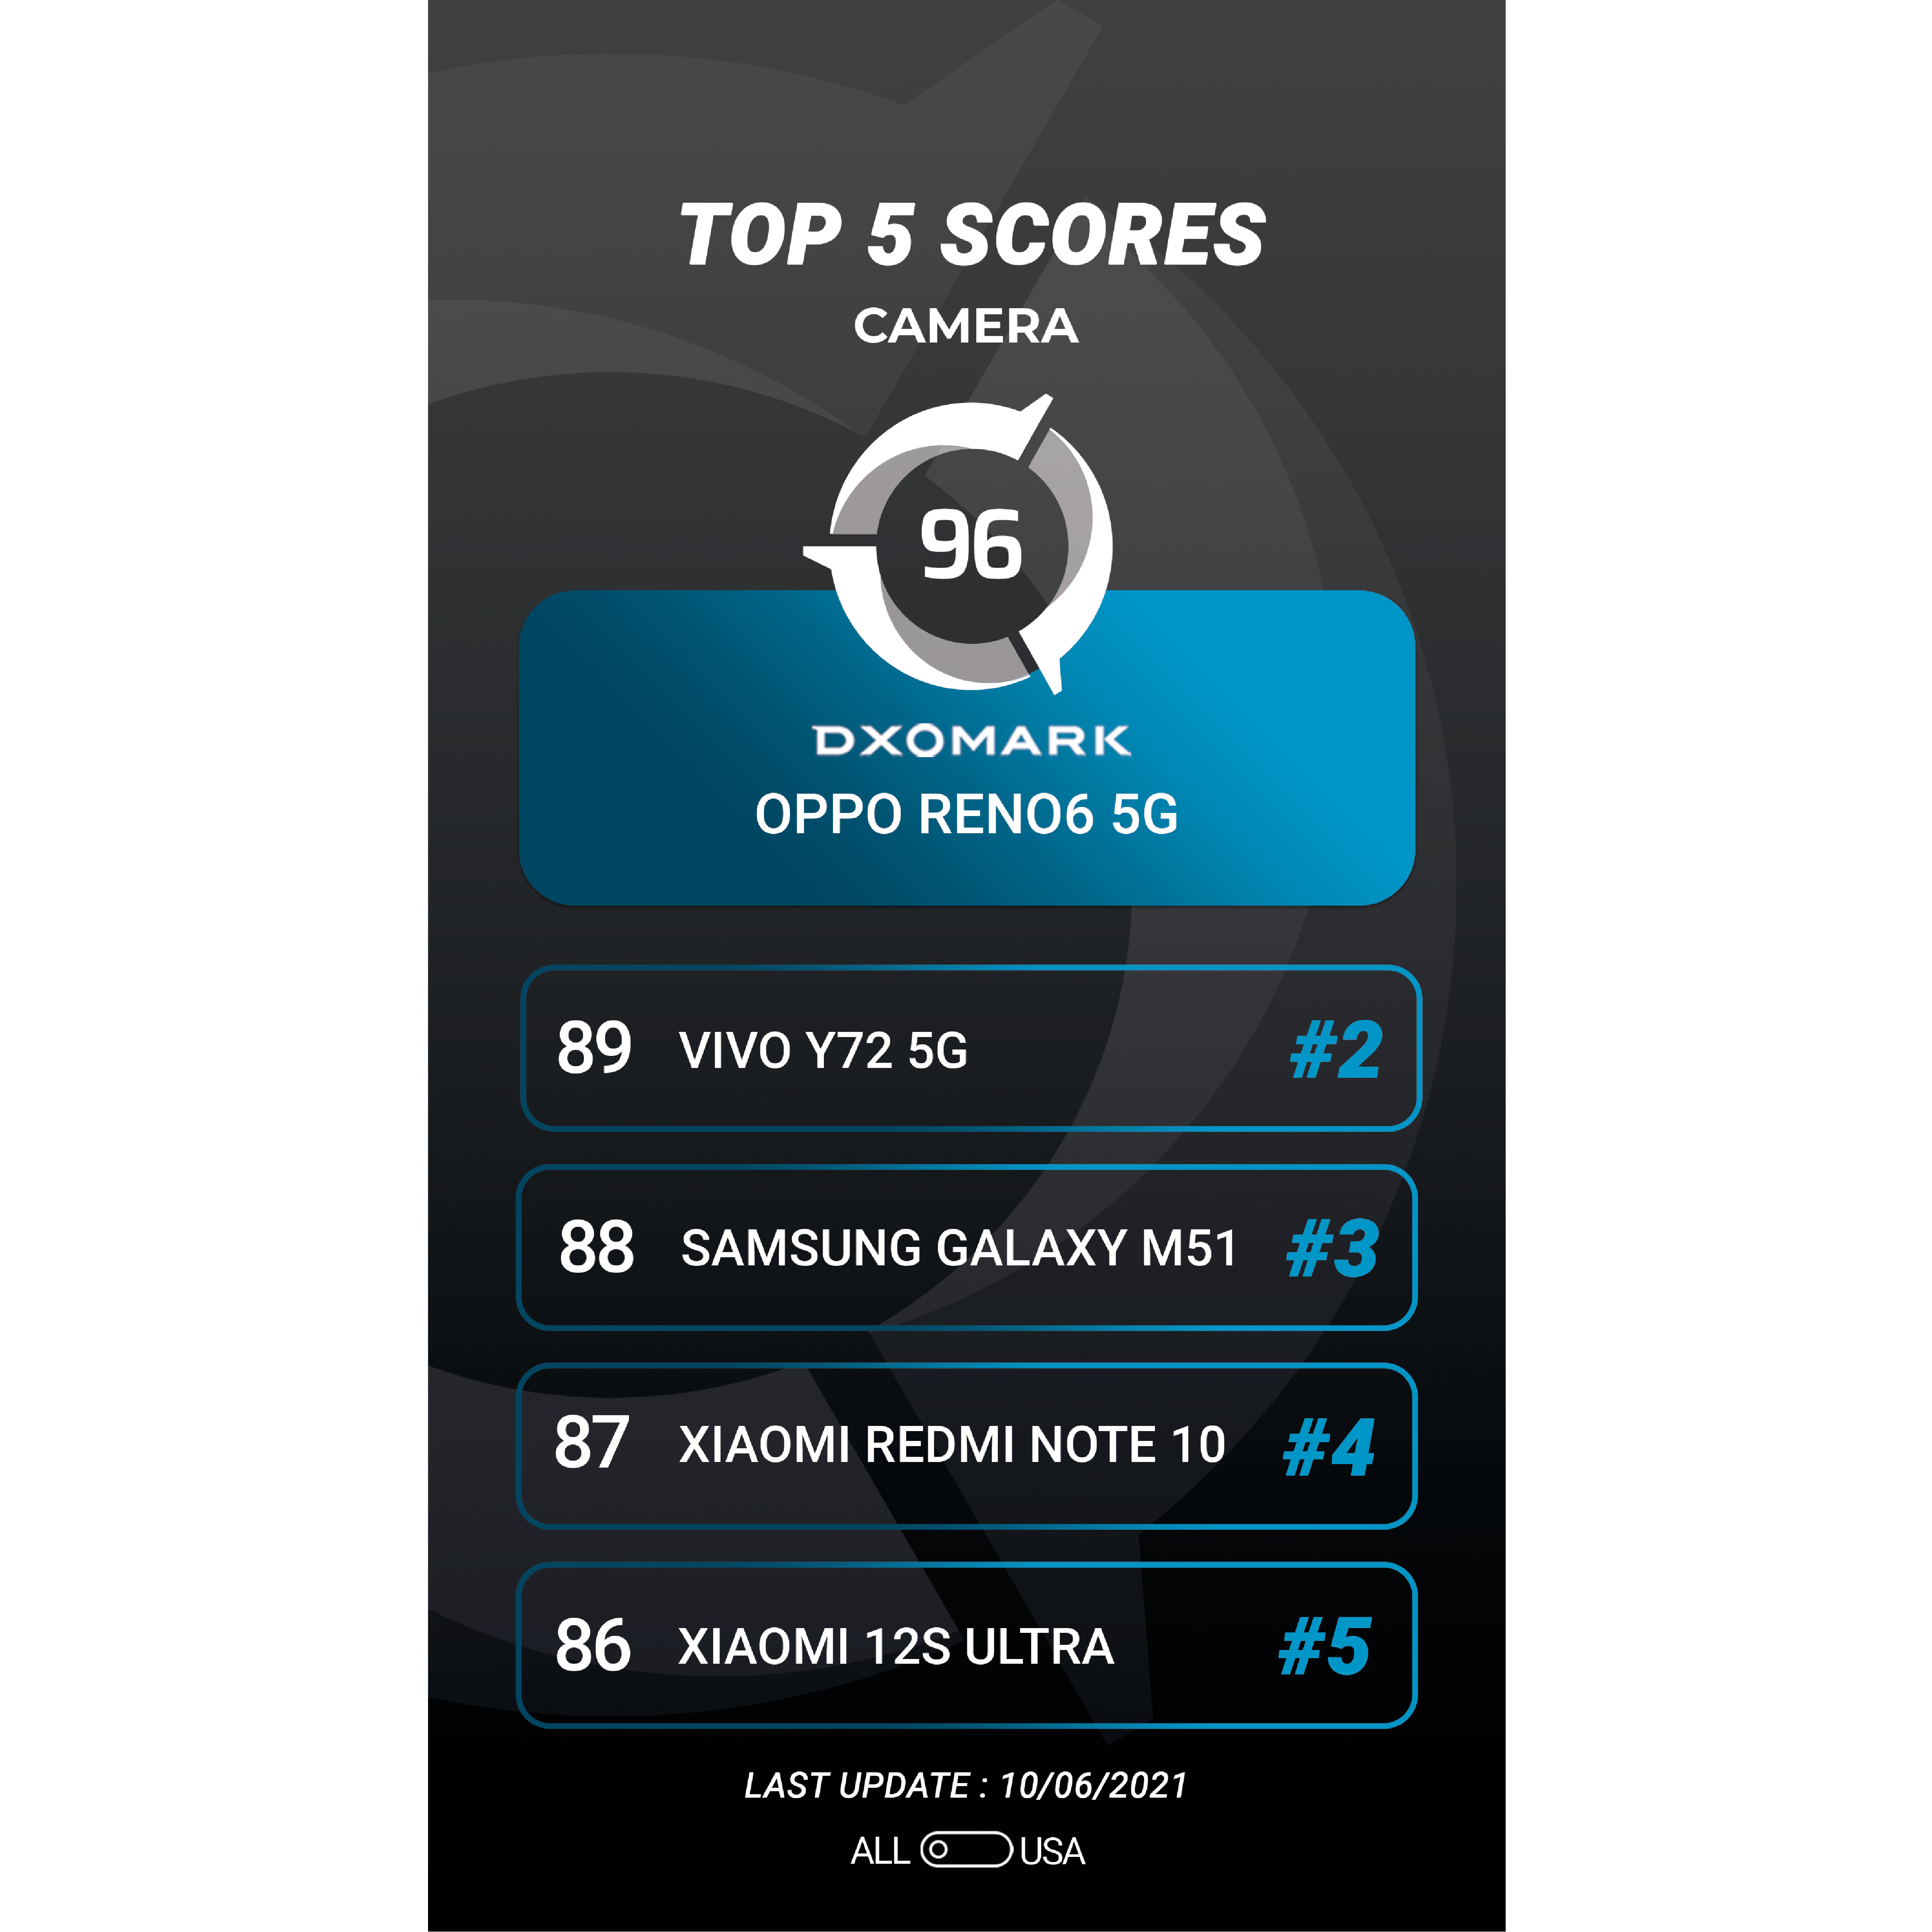 TOP 5 SCORES
CAMERA
96
DXOMARK
OPPO RENO6 5G
89 VIVO Y72 5G #2
88 SAMSUNG GALAXY M51 #3
87 XIAOMI REDMI NOTE 10 #4
86 XIAOMI 12S ULTRA #5
LAST UPDATE : 10/06/2021
ALL USA